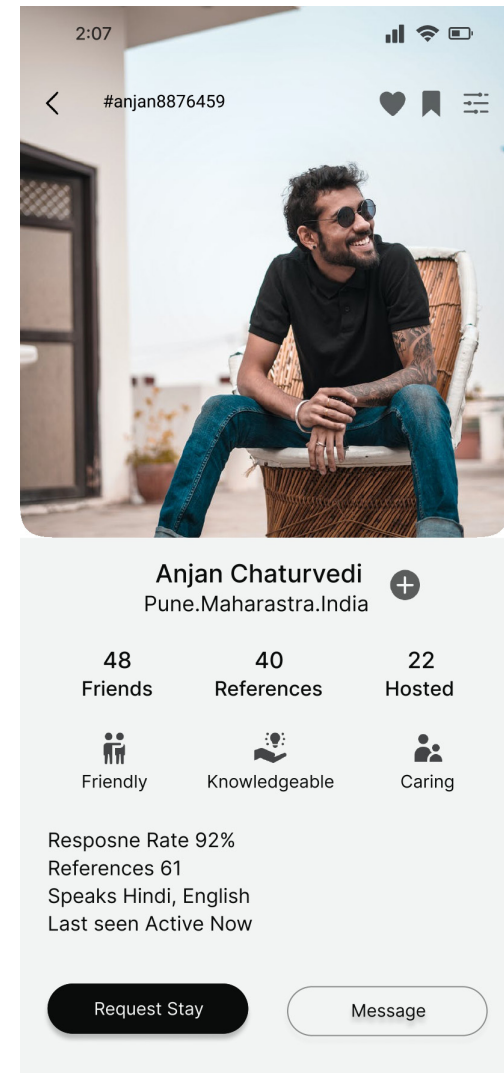 2:07
#anjan8876459
Anjan Chaturvedi
Pune.Maharastra.India
48 40 22
Friends References Hosted
Friendly Knowledgeable Caring
Resposne Rate 92%
References 61
Speaks Hindi, English
Last seen Active Now
Request Stay Message